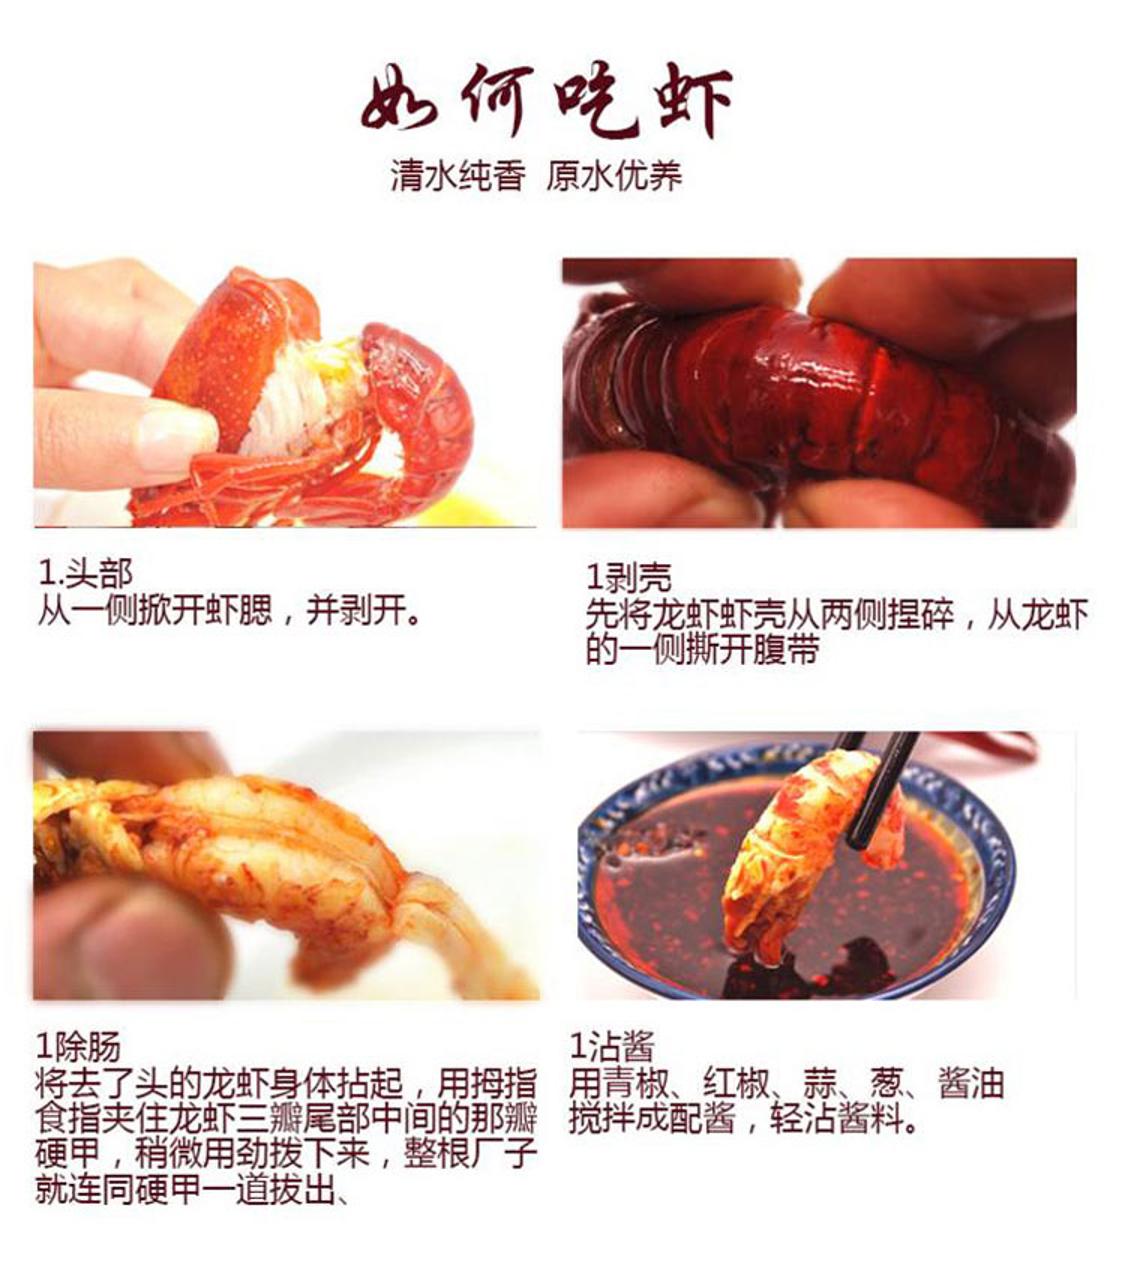 如何吃虾
清水纯香 原水优养
1.头部
从一侧掀开虾腮，并剥开。
1剥壳
先将龙虾虾壳从两侧捏碎，从龙虾
的一侧撕开腹带
1除肠
将去了头的龙虾身体拈起，用拇指
食指夹住龙虾三瓣尾部中间的那瓣
硬甲，稍微用劲拨下来，整根厂子
就连同硬甲一道拔出、
1沾酱
用青椒、红椒、蒜、葱、酱油
搅拌成配酱，轻沾酱料。